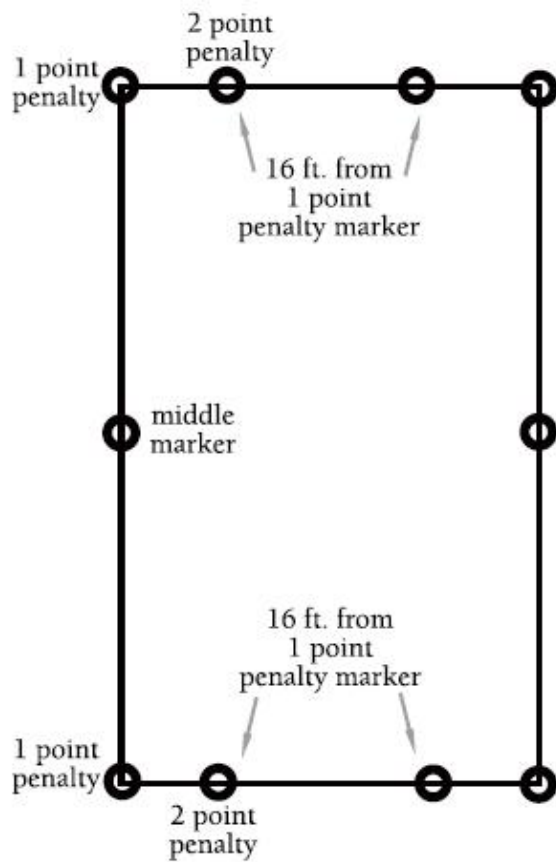 2 point
penalty
1 point
penalty
16 ft. from
1 point
penalty marker
middle
marker
16 ft. from
1 point
penalty marker
1 point
penalty
2 point
penalty